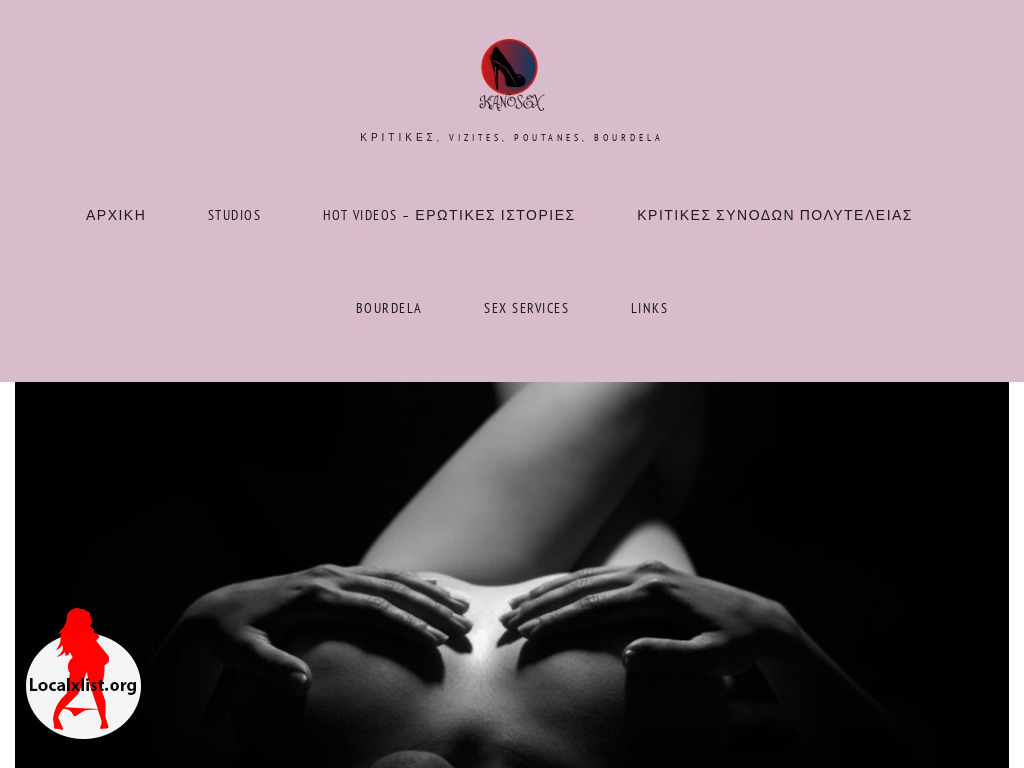 KANOSEX
ΚΡΙΤΙΚΕΣ, VIZITES, POUTANES, BOURDELA
ΑΡΧΙΚΗ STUDIOS HOT VIDEOS – ΕΡΩΤΙΚΕΣ ΙΣΤΟΡΙΕΣ ΚΡΙΤΙΚΕΣ ΣΥΝΟΔΩΝ ΠΟΛΥΤΕΛΕΙΑΣ
BOURDELA SEX SERVICES LINKS
Localxlist.org